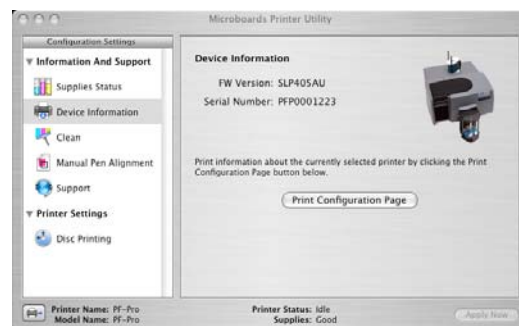 Microboards Printer Utility
Configuration Settings
Information And Support
Supplies Status
Device Information
Clean
Manual Pen Alignment
Support
Printer Settings
Disc Printing
Device Information
FW Version: SLP405AU
Serial Number: PFP0001223
Print information about the currently selected printer by clicking the Print
Configuration Page button below.
Print Configuration Page
Printer Name: PF-Pro
Model Name: PF-Pro
Printer Status: Idle
Supplies: Good
Apply Now